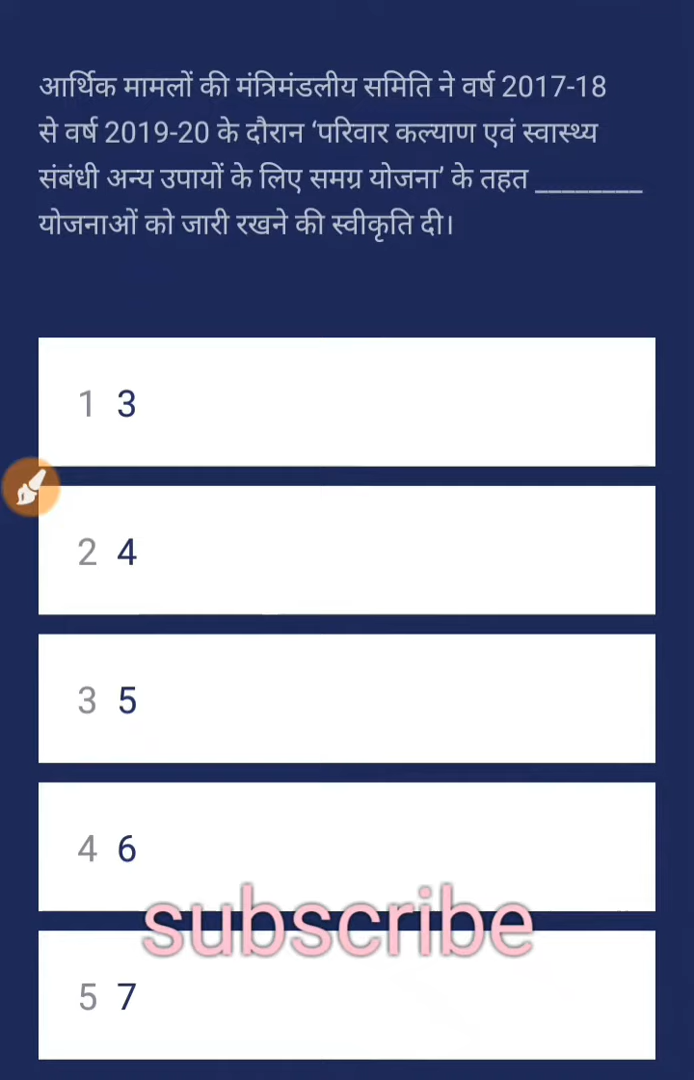 आर्थिक मामलों की मंत्रिमंडलीय समिति ने वर्ष 2017-18
से वर्ष 2019-20 के दौरान ‘परिवार कल्याण एवं स्वास्थ्य
संबंधी अन्य उपायों के लिए समग्र योजना’ के तहत ________
योजनाओं को जारी रखने की स्वीकृति दी।
1 3
2 4
3 5
4 6
subscribe
5 7